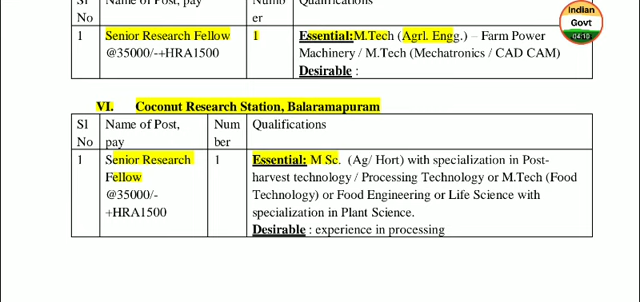 Sl Name of Post, pay Numb Qualifications
No er
1 Senior Research Fellow 1 Essential:M.Tech (Agrl. Engg.) – Farm Power
@35000/-+HRA1500 Machinery / M.Tech (Mechatronics / CAD CAM)
Desirable :
Indian
Govt
04:10
VI. Coconut Research Station, Balaramapuram
Sl Name of Post, Num Qualifications
No pay ber
1 Senior Research 1 Essential: M Sc. (Ag/ Hort) with specialization in Post-
Fellow harvest technology / Processing Technology or M.Tech (Food
@35000/- Technology) or Food Engineering or Life Science with
+HRA1500 specialization in Plant Science.
Desirable : experience in processing